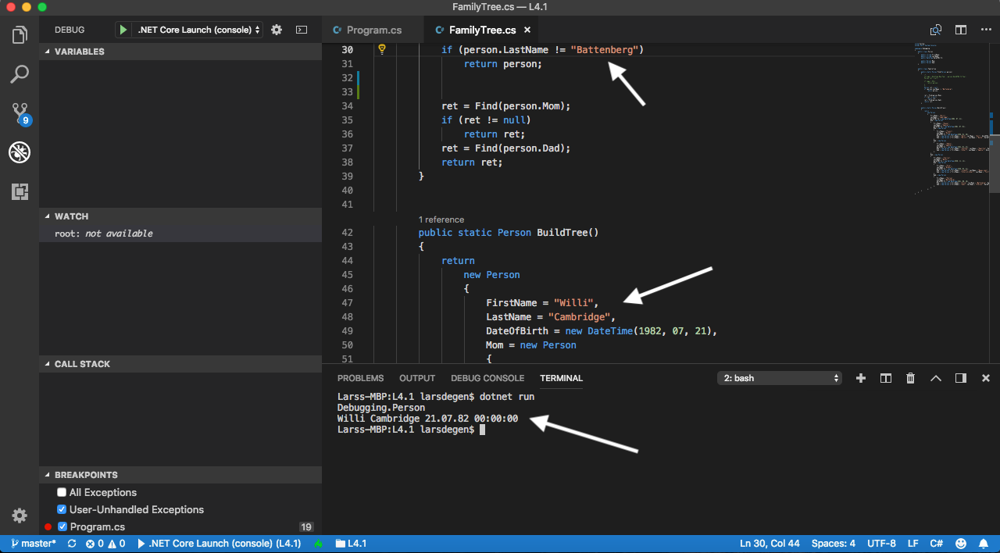 FamilyTree.cs — L4.1
DEBUG
.NET Core Launch (console)
Program.cs
FamilyTree.cs
VARIABLES
WATCH
root: not available
CALL STACK
BREAKPOINTS
All Exceptions
User-Unhandled Exceptions
Program.cs 19
9
30 if (person.LastName != "Battenberg")
31 return person;
32
33
34 ret = Find(person.Mom);
35 if (ret != null)
36 return ret;
37 ret = Find(person.Dad);
38 return ret;
39 }
40
41
1 reference
42 public static Person BuildTree()
43 {
44 return
45 new Person
46 {
47 FirstName = "Willi",
48 LastName = "Cambridge",
49 DateOfBirth = new DateTime(1982, 07, 21),
50 Mom = new Person
51 {
PROBLEMS OUTPUT DEBUG CONSOLE TERMINAL
2: bash
Larss-MBP:L4.1 larsdegen$ dotnet run
Debugging.Person
Willi Cambridge 21.07.82 00:00:00
Larss-MBP:L4.1 larsdegen$
master* 0 0 .NET Core Launch (console) (L4.1) L4.1 Ln 30, Col 44 Spaces: 4 UTF-8 LF C#